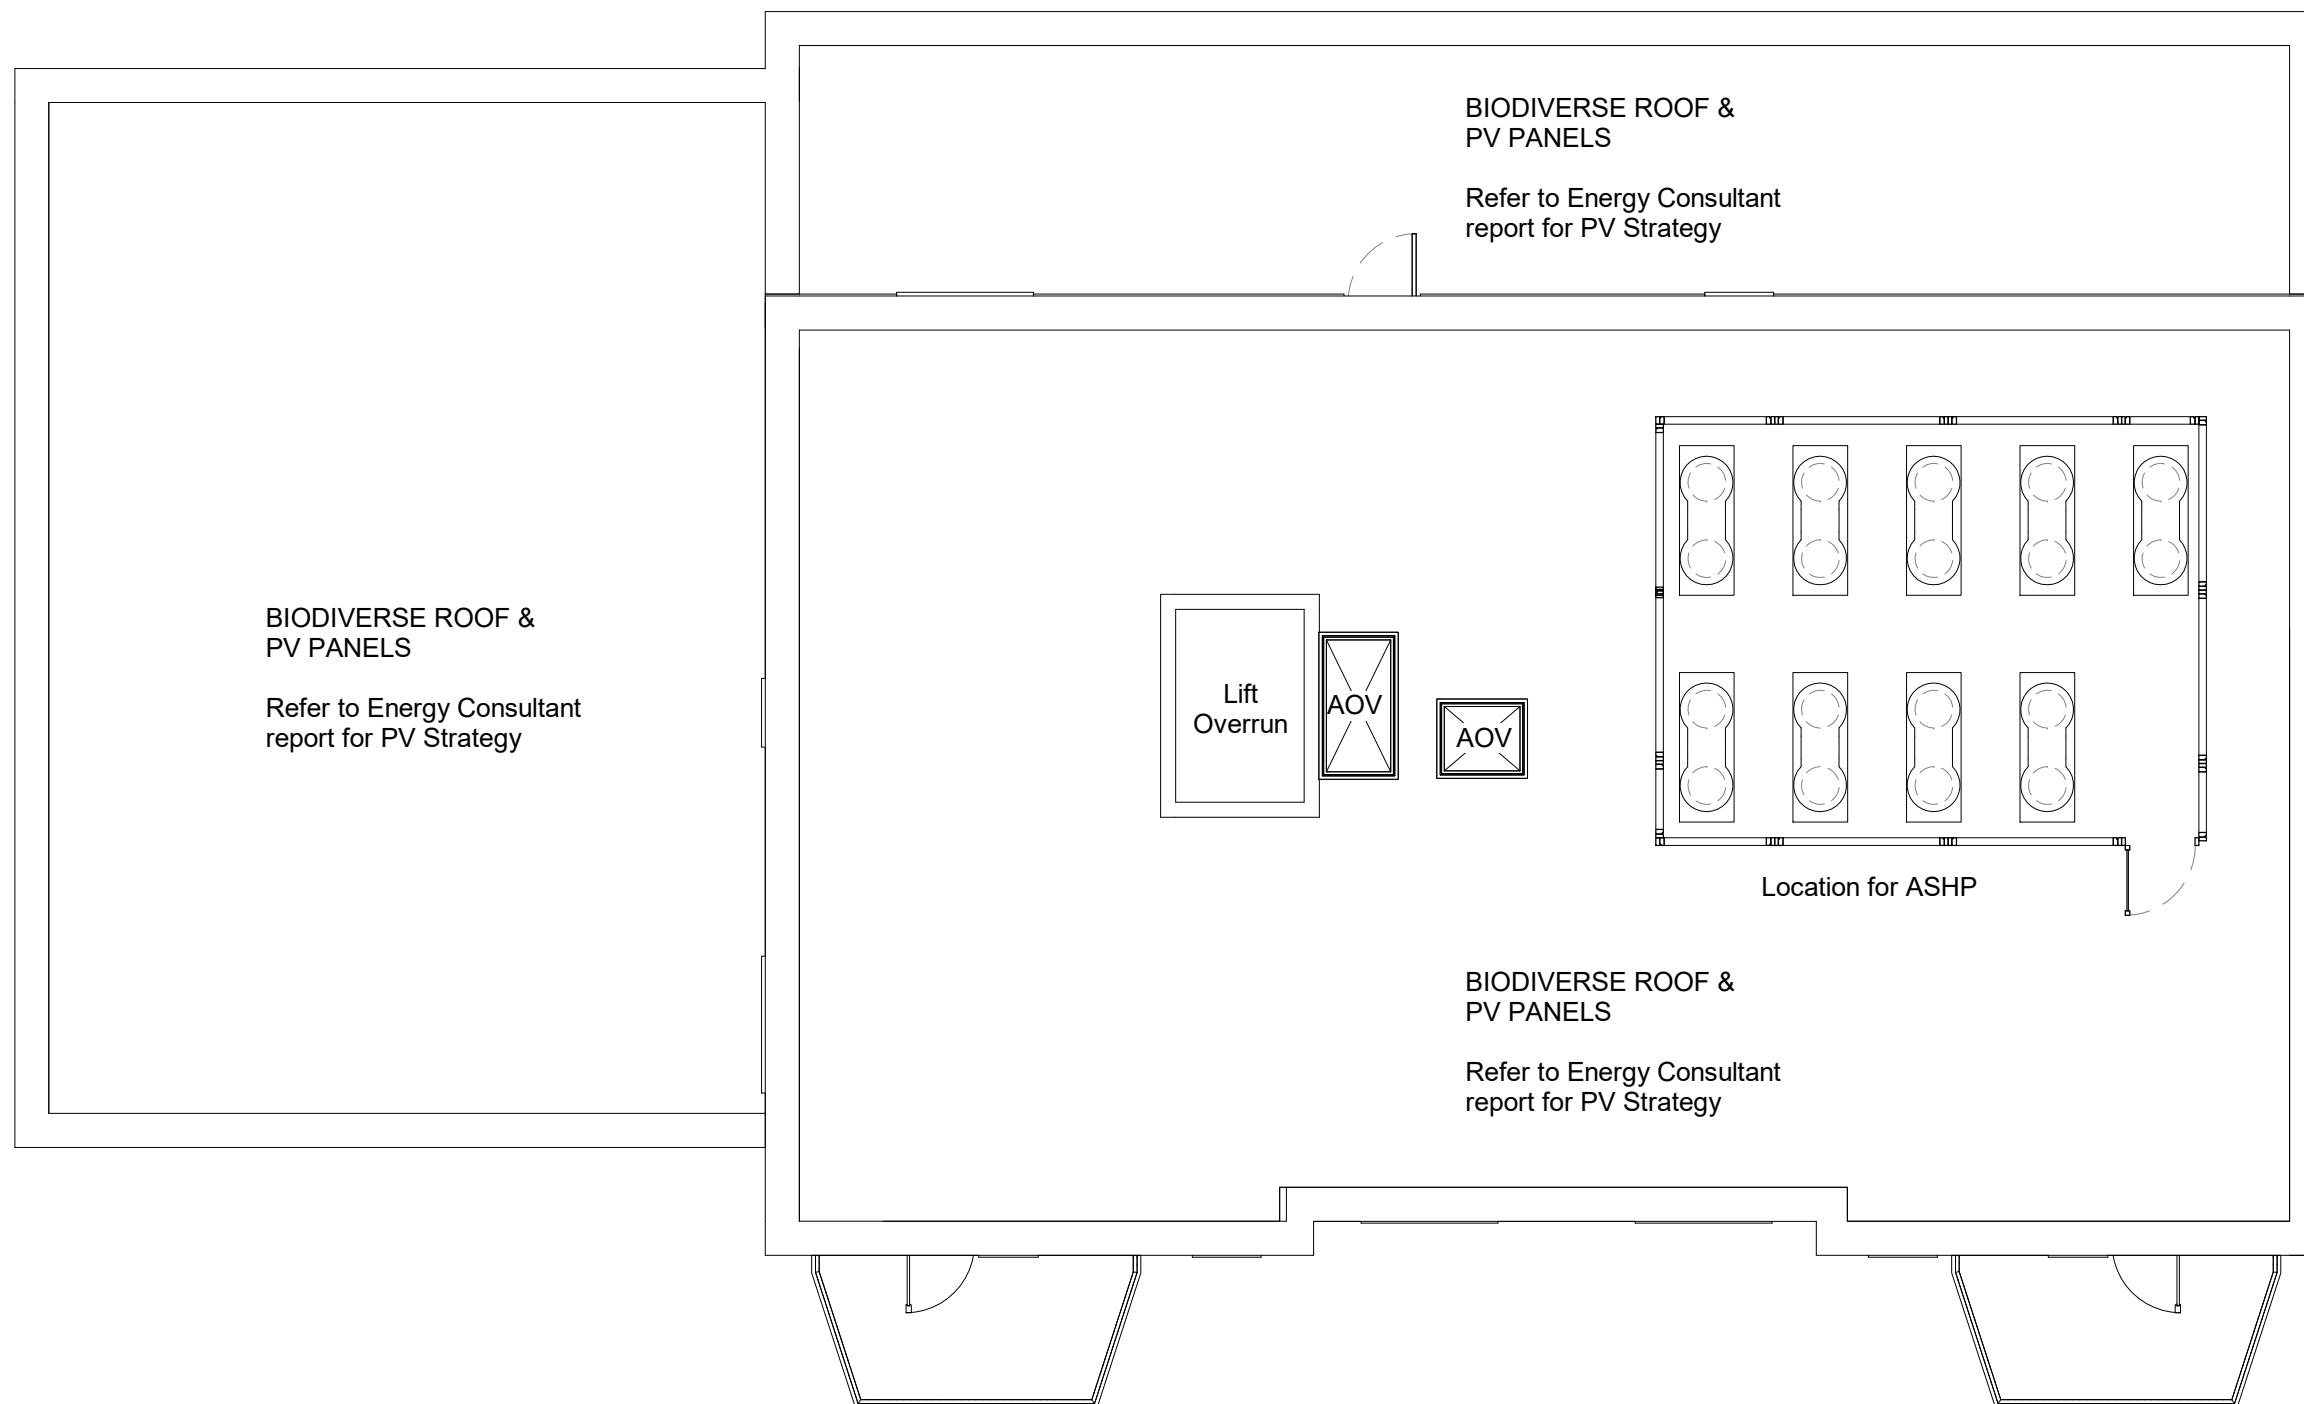 BIODIVERSE ROOF &
PV PANELS
Refer to Energy Consultant
report for PV Strategy
BIODIVERSE ROOF &
PV PANELS
Refer to Energy Consultant
report for PV Strategy
Lift
Overrun
AOV
AOV
Location for ASHP
BIODIVERSE ROOF &
PV PANELS
Refer to Energy Consultant
report for PV Strategy